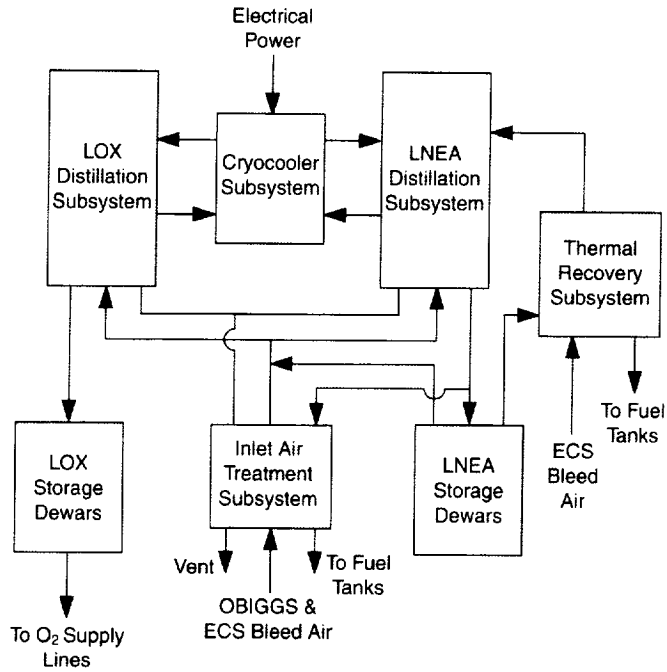 Electrical
Power
LOX
Distillation
Subsystem
Cryocooler
Subsystem
LNEA
Distillation
Subsystem
Thermal
Recovery
Subsystem
LOX
Storage
Dewars
Inlet Air
Treatment
Subsystem
LNEA
Storage
Dewars
ECS
Bleed
Air
To Fuel
Tanks
Vent
To Fuel
Tanks
OBIGGS &
ECS Bleed Air
To O₂ Supply
Lines